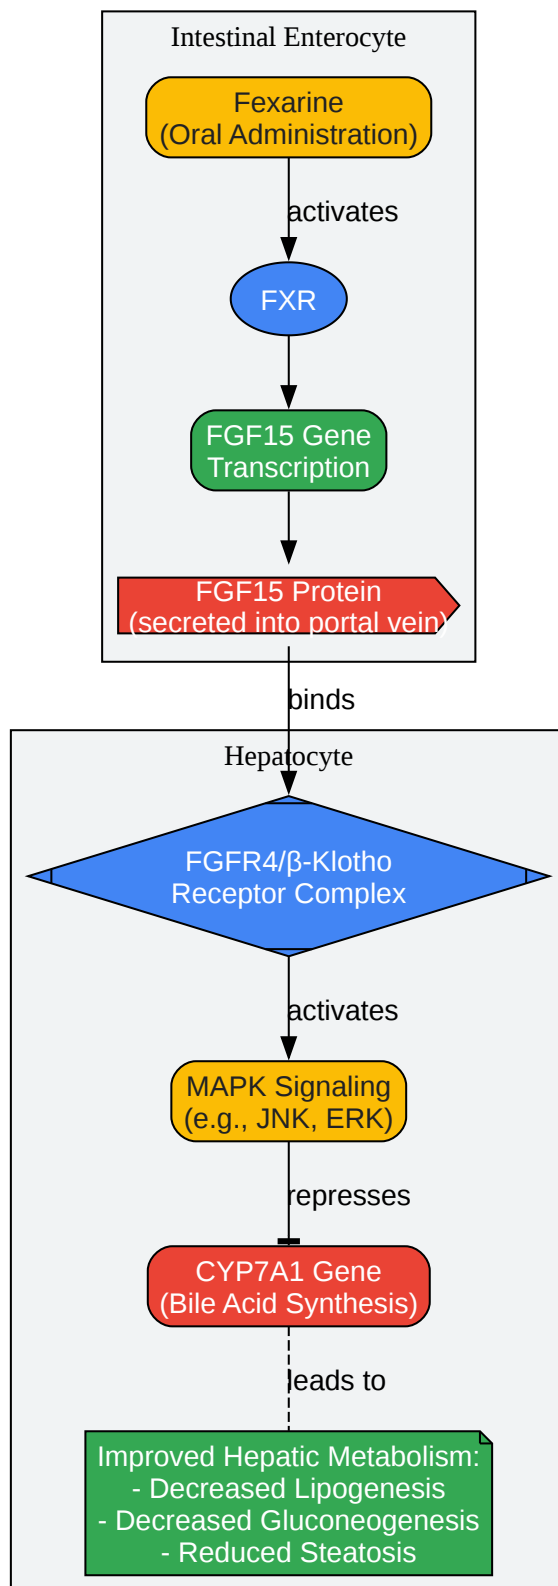 Intestinal Enterocyte
Fexarine
(Oral Administration)
activates
FXR
FGF15 Gene
Transcription
FGF15 Protein
(secreted into portal vein)
binds
Hepatocyte
FGFR4/β-Klotho
Receptor Complex
activates
MAPK Signaling
(e.g., JNK, ERK)
represses
CYP7A1 Gene
(Bile Acid Synthesis)
leads to
Improved Hepatic Metabolism:
- Decreased Lipogenesis
- Decreased Gluconeogenesis
- Reduced Steatosis